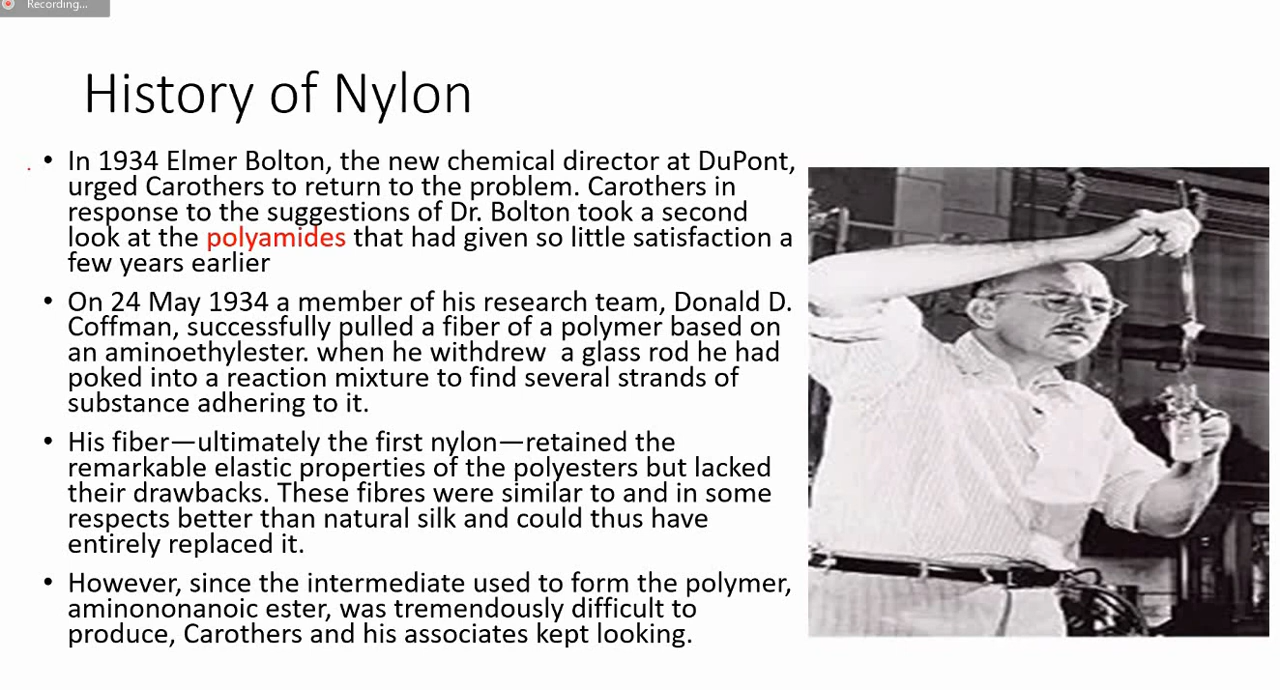 Recording...
History of Nylon
• In 1934 Elmer Bolton, the new chemical director at DuPont,
urged Carothers to return to the problem. Carothers in
response to the suggestions of Dr. Bolton took a second
look at the polyamides that had given so little satisfaction a
few years earlier
• On 24 May 1934 a member of his research team, Donald D.
Coffman, successfully pulled a fiber of a polymer based on
an aminoethylester. when he withdrew  a glass rod he had
poked into a reaction mixture to find several strands of
substance adhering to it.
• His fiber—ultimately the first nylon—retained the
remarkable elastic properties of the polyesters but lacked
their drawbacks. These fibres were similar to and in some
respects better than natural silk and could thus have
entirely replaced it.
• However, since the intermediate used to form the polymer,
aminononanoic ester, was tremendously difficult to
produce, Carothers and his associates kept looking.